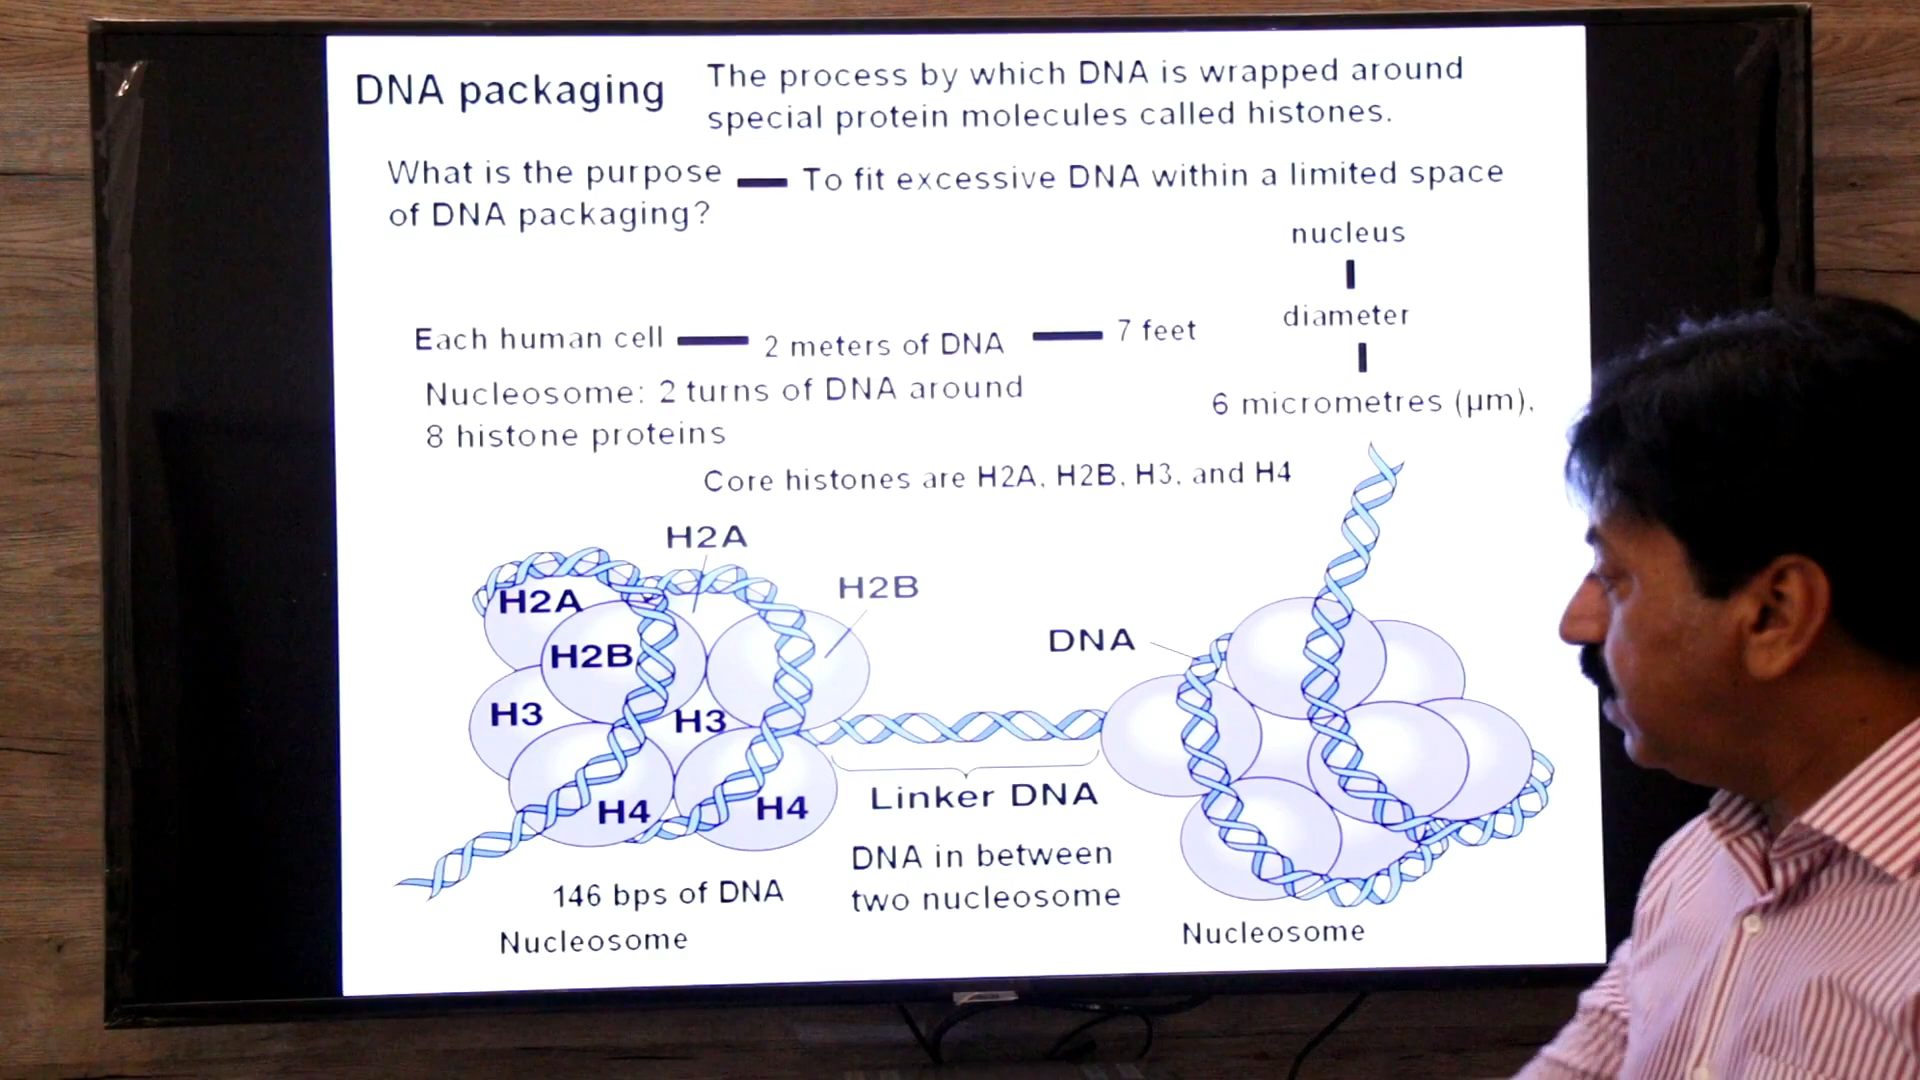 DNA packaging
The process by which DNA is wrapped around
special protein molecules called histones.
What is the purpose
of DNA packaging?
To fit excessive DNA within a limited space
nucleus
diameter
6 micrometres (μm).
Each human cell
2 meters of DNA
7 feet
Nucleosome: 2 turns of DNA around
8 histone proteins
Core histones are H2A, H2B, H3, and H4
H2A
H2B
H2A
H2B
H3
H3
H4
H4
DNA
Linker DNA
DNA in between
two nucleosome
146 bps of DNA
Nucleosome
Nucleosome